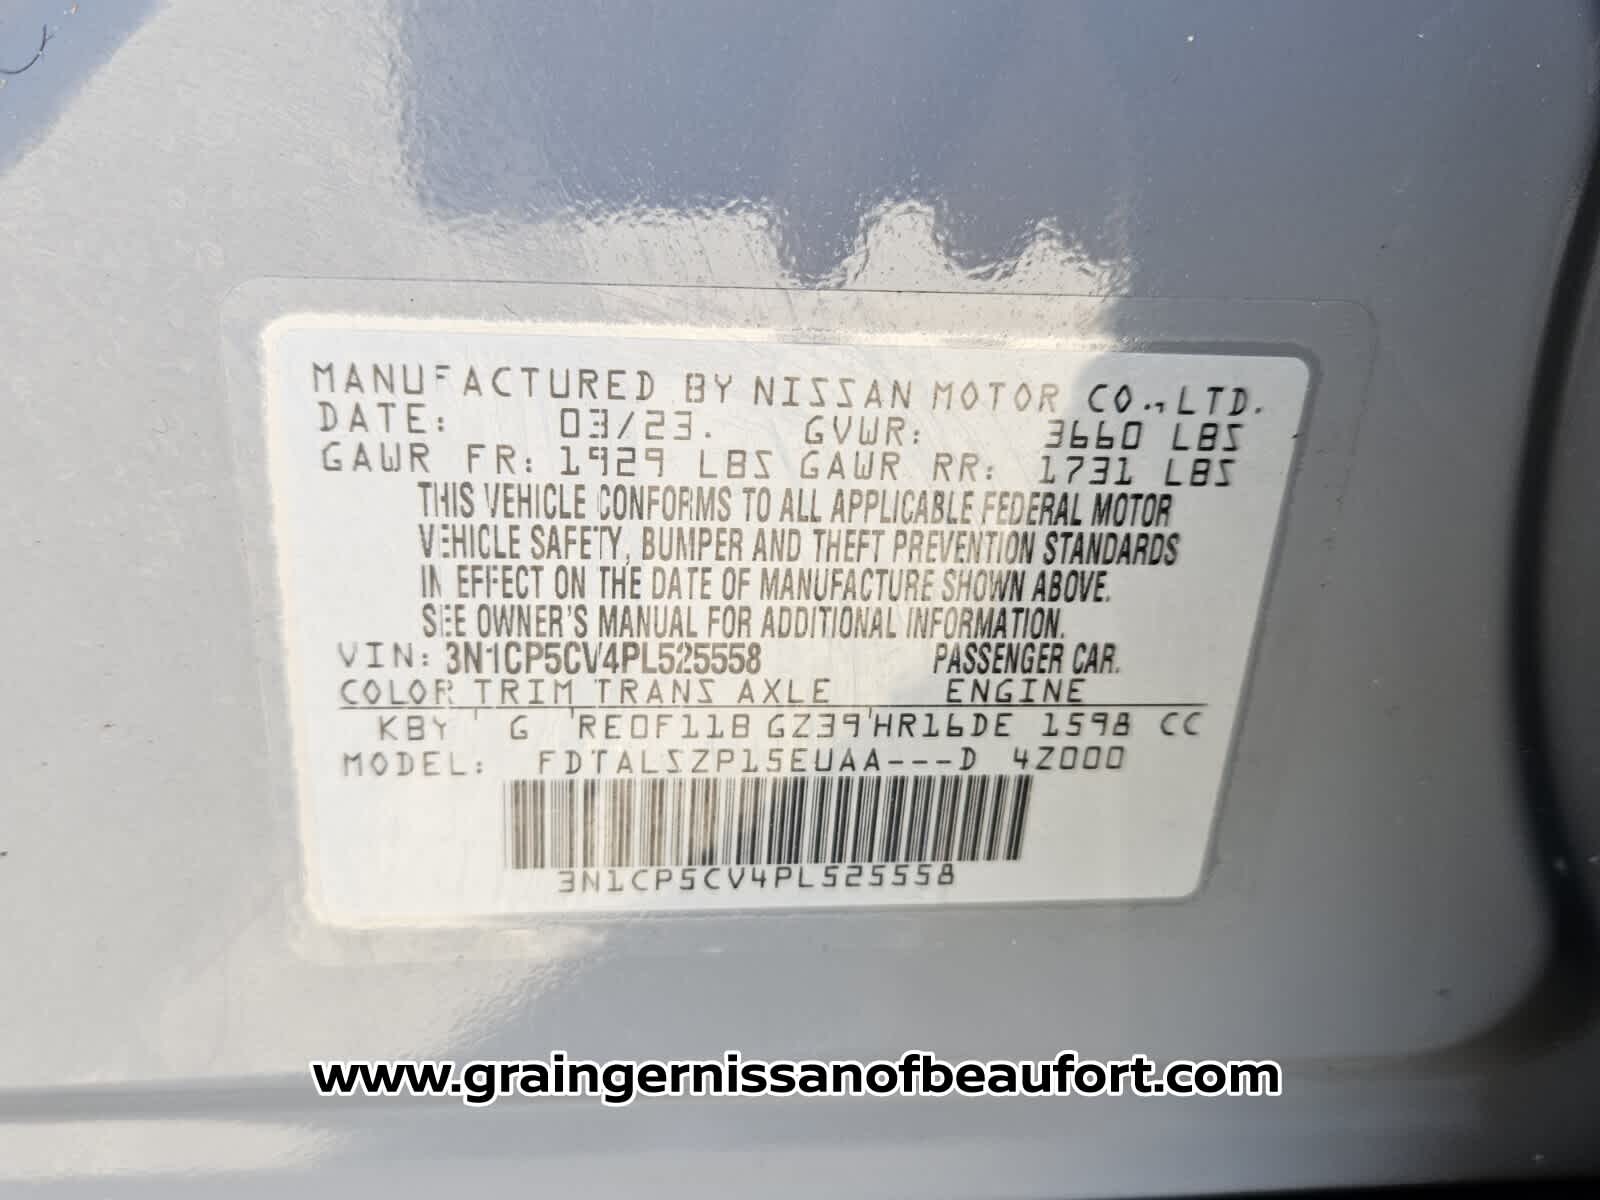 MANUFACTURED BY NISSAN MOTOR CO., LTD.
DATE: 03/23. GVWR: 3660 LBS
GAWR FR: 1929 LBS GAWR RR: 1731 LBS
THIS VEHICLE CONFORMS TO ALL APPLICABLE FEDERAL MOTOR
VEHICLE SAFETY, BUMPER AND THEFT PREVENTION STANDARDS
IN EFFECT ON THE DATE OF MANUFACTURE SHOWN ABOVE.
SEE OWNER'S MANUAL FOR ADDITIONAL INFORMATION.
VIN: 3N1CP5CV4PL525558 PASSENGER CAR.
COLOR TRIM TRANS AXLE ENGINE
KBY ' G 'RE0F11B GZ39'HR16DE 1598 CC
MODEL: FDTALSZP15EUAA---D 4Z000
3N1CP5CV4PL525558
www.graingernissanofbeaufort.com